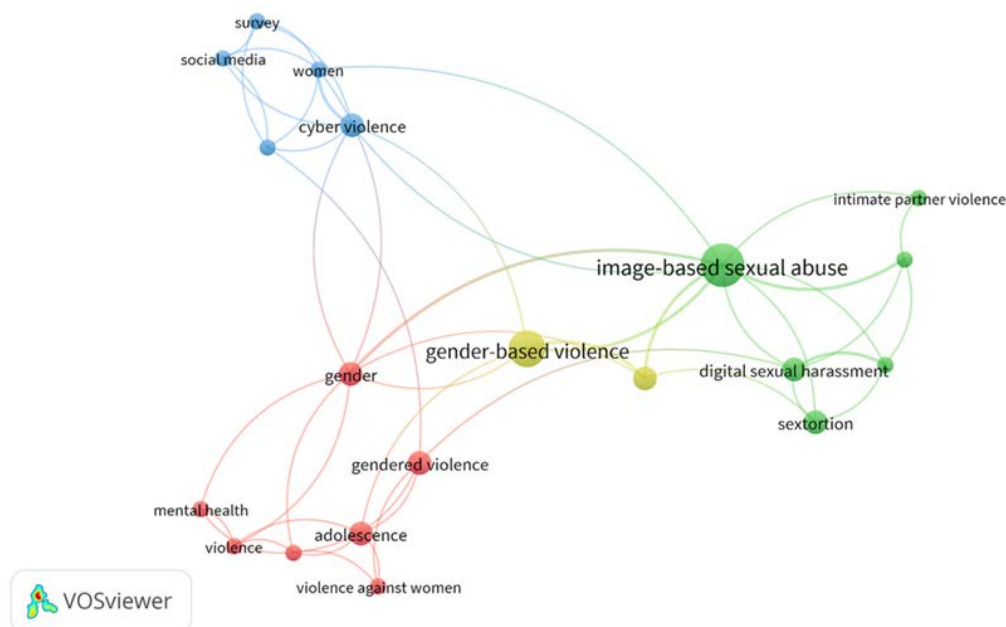 survey
social media
women
cyber violence
intimate partner violence
image-based sexual abuse
gender-based violence
gender
digital sexual harassment
sextortion
gendered violence
mental health
adolescence
violence
violence against women
VOSviewer